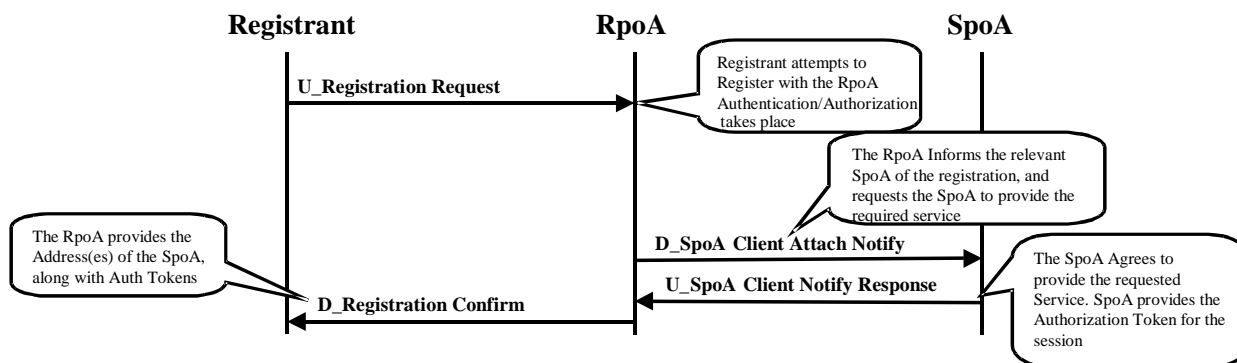 Registrant
RpoA
SpoA
U_Registration Request
Registrant attempts to
Register with the RpoA
Authentication/Authorization
takes place
The RpoA Informs the relevant
SpoA of the registration, and
requests the SpoA to provide the
required service
The RpoA provides the
Address(es) of the SpoA,
along with Auth Tokens
D_SpoA Client Attach Notify
The SpoA Agrees to
provide the requested
Service. SpoA provides the
Authorization Token for the
session
U_SpoA Client Notify Response
D_Registration Confirm